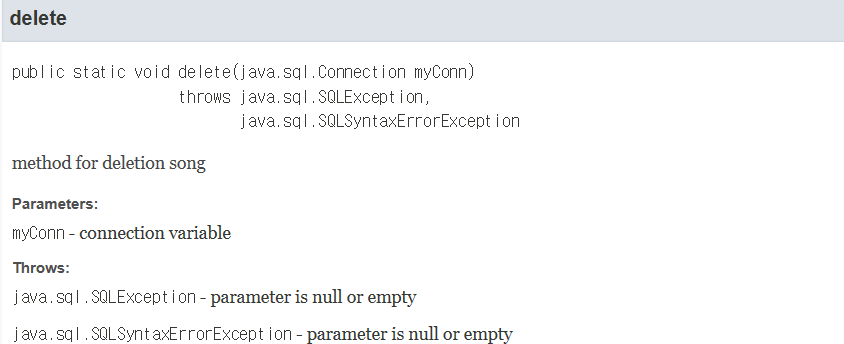 delete
public static void delete(java.sql.Connection myConn)
throws java.sql.SQLException,
java.sql.SQLSyntaxErrorException
method for deletion song
Parameters:
myConn - connection variable
Throws:
java.sql.SQLException - parameter is null or empty
java.sql.SQLSyntaxErrorException - parameter is null or empty